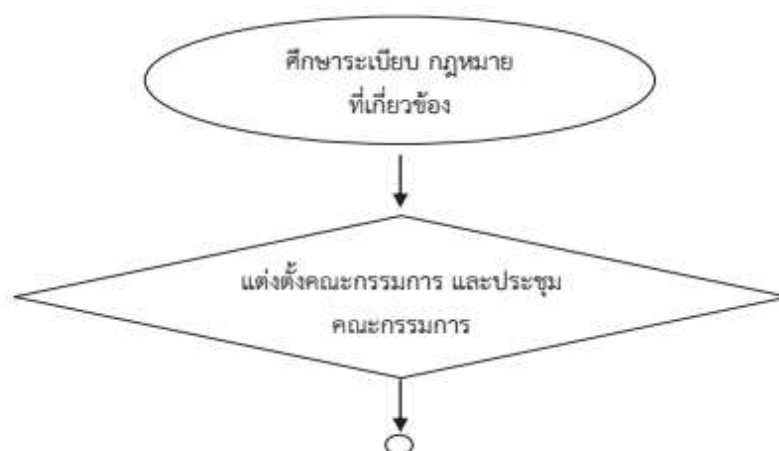 ศึกษาระเบียบ กฎหมาย
ที่เกี่ยวข้อง
แต่งตั้งคณะกรรมการ และประชุม
คณะกรรมการ